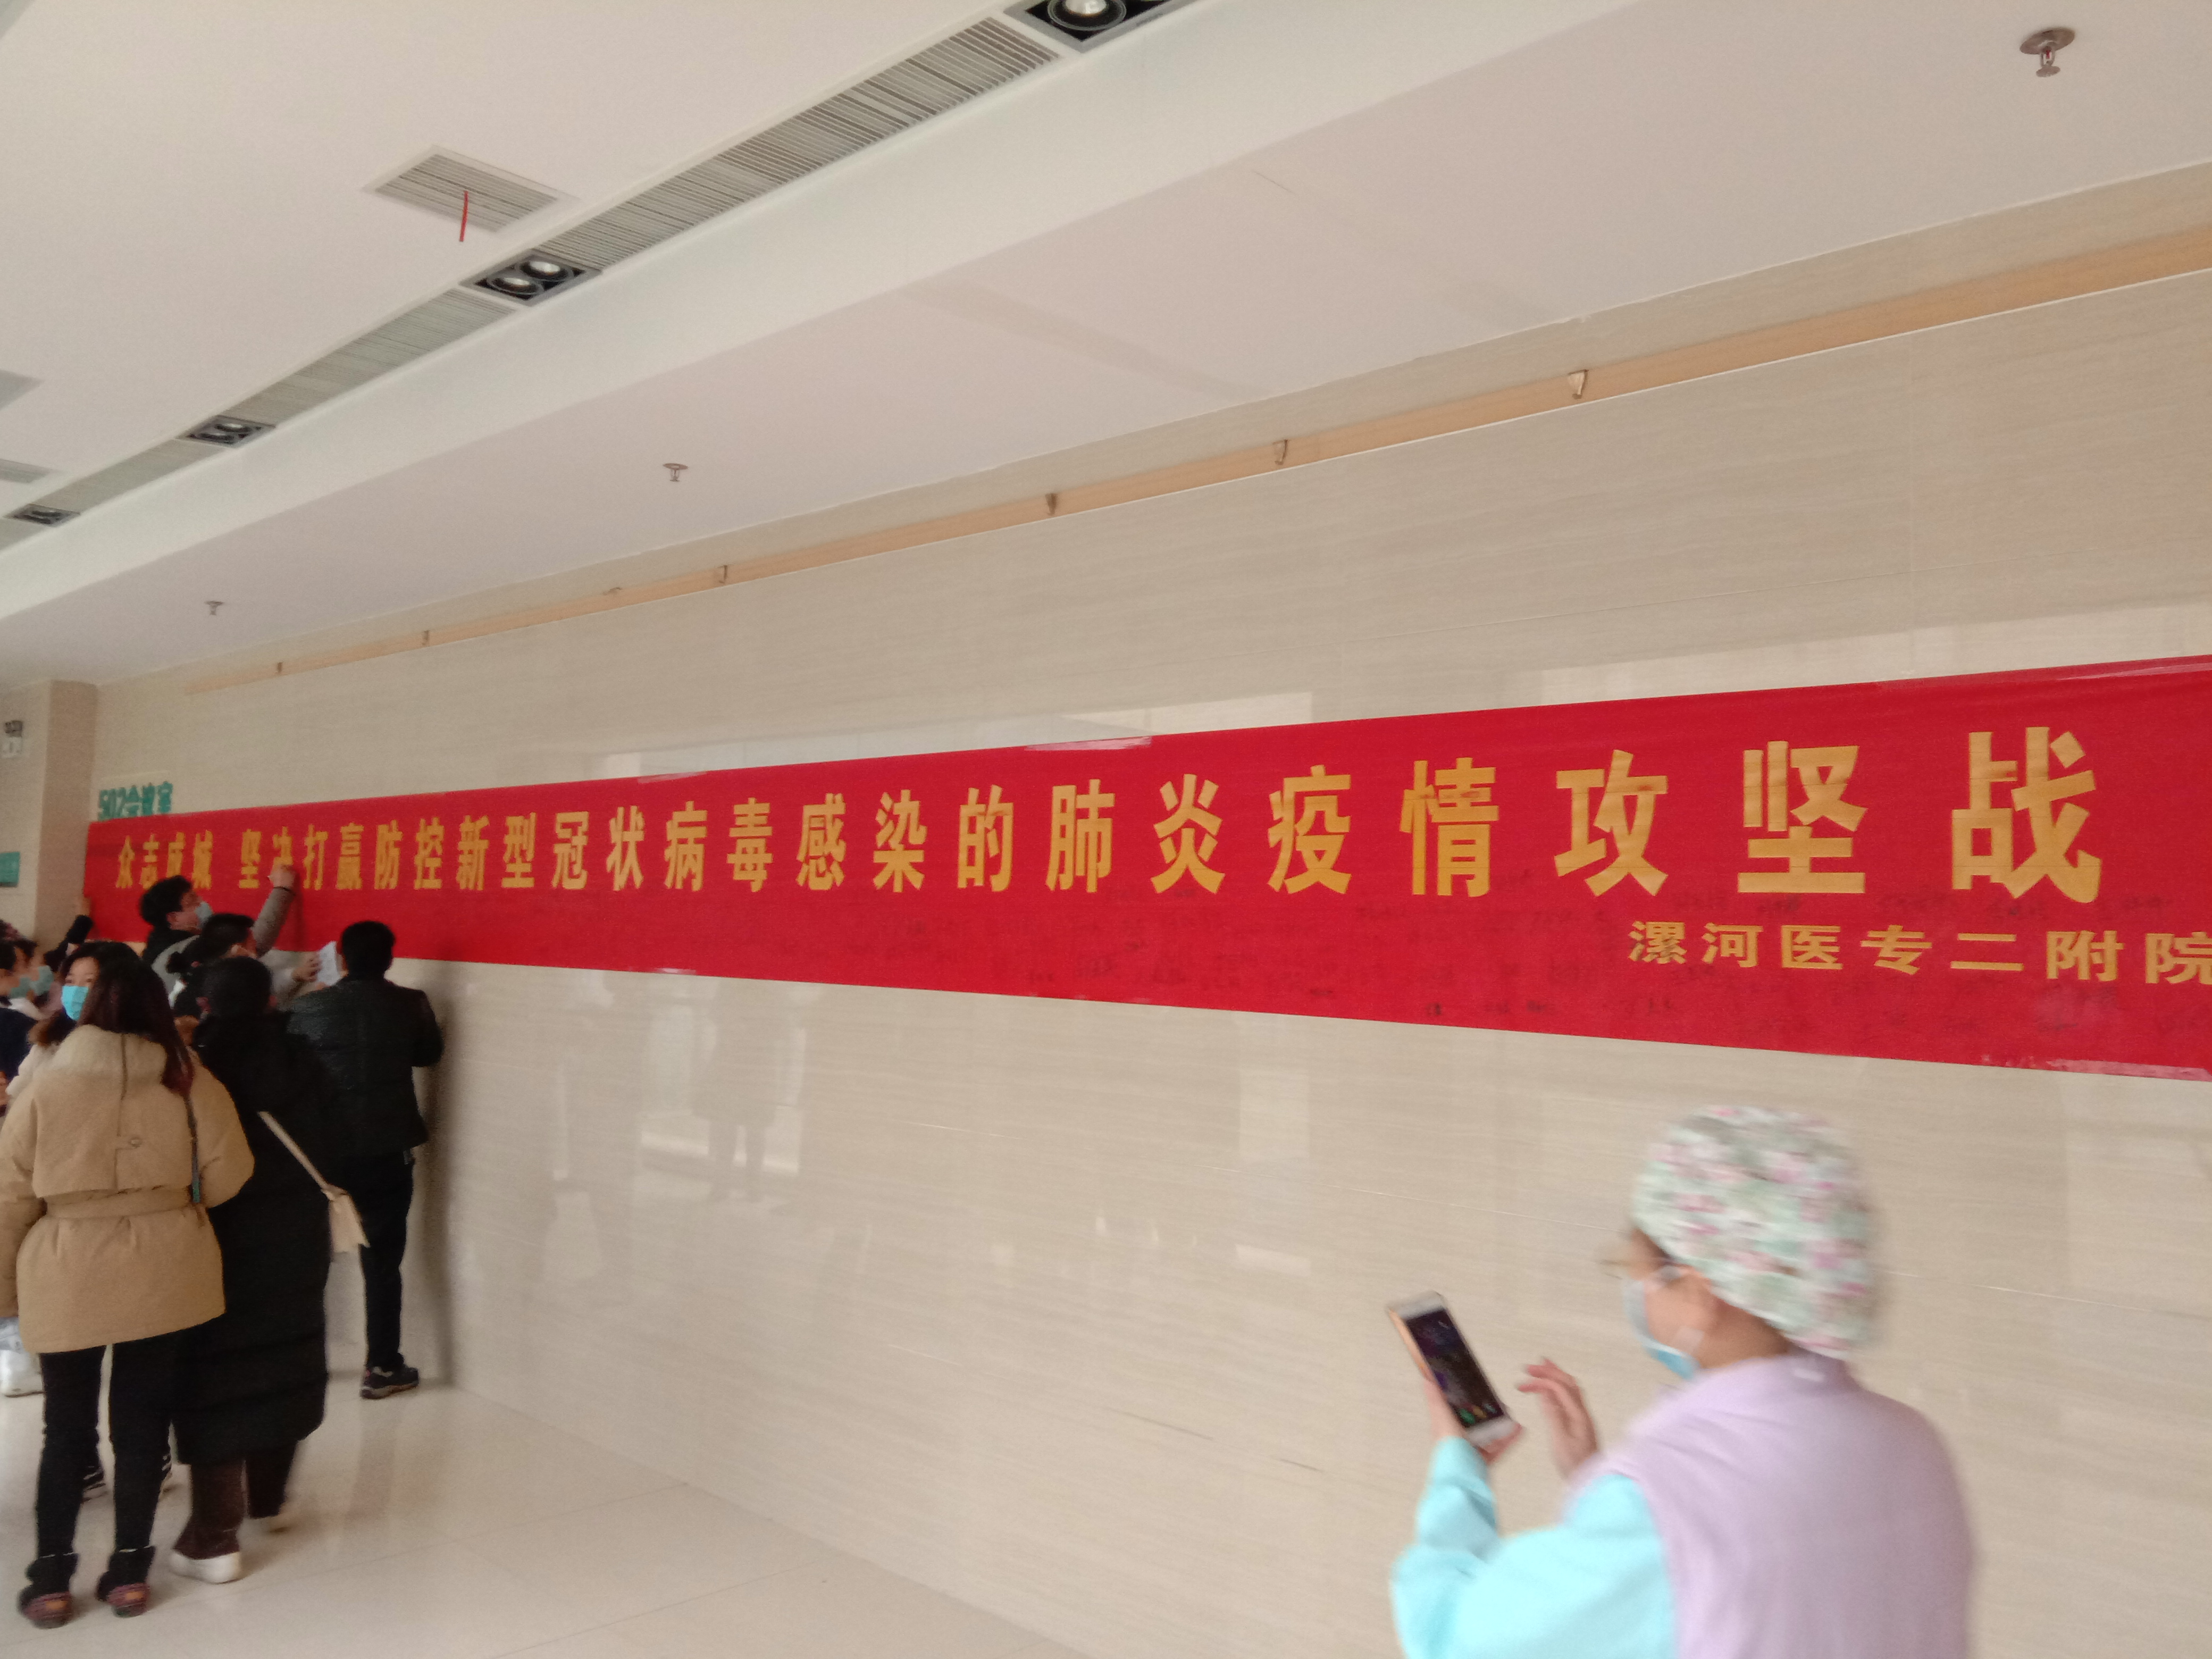 502会议室
众志成城 坚决打赢防控新型冠状病毒感染的肺炎疫情攻坚战
漯河医专二附院